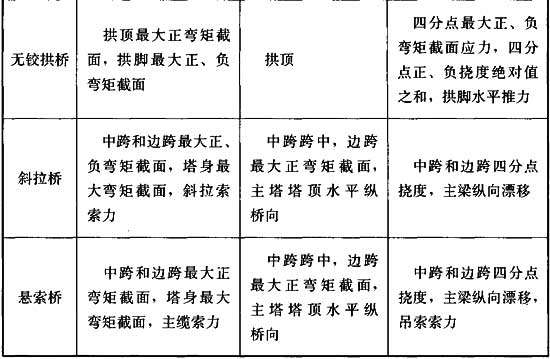 无铰拱桥
拱顶最大正弯矩截
面，拱脚最大正、负
弯矩截面
拱顶
四分点最大正、负
弯矩截面应力，四分
点正、负挠度绝对值
之和，拱脚水平推力
斜拉桥
中跨和边跨最大正、
负弯矩截面，塔身最
大弯矩截面，斜拉索
索力
中跨跨中，边跨
最大正弯矩截面，
主塔塔顶水平纵
桥向
中跨和边跨四分点
挠度，主梁纵向漂移
悬索桥
中跨和边跨最大正
弯矩截面，塔身最大
弯矩截面，主缆索力
中跨跨中，边跨
最大正弯矩截面，
主塔塔顶水平纵
桥向
中跨和边跨四分点
挠度，主梁纵向漂移，
吊索索力